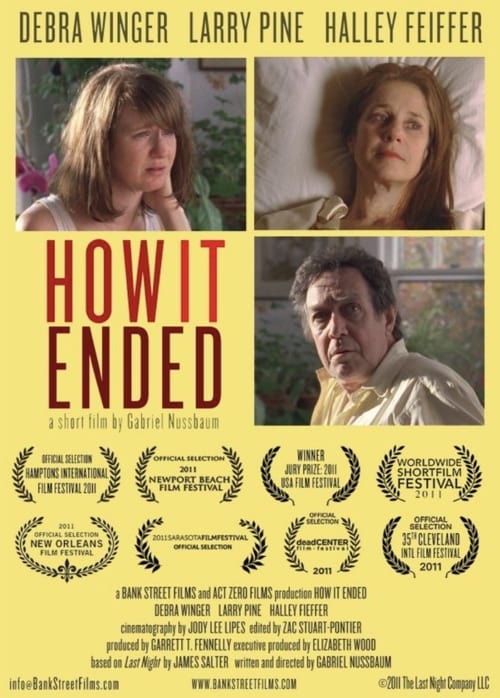 DEBRA WINGER LARRY PINE HALLEY FEIFFER
HOW IT
ENDED
a short film by Gabriel Nussbaum
OFFICIAL SELECTION
HAMPTONS INTERNATIONAL
FILM FESTIVAL 2011
OFFICIAL SELECTION
2011
NEWPORT BEACH
FILM FESTIVAL
WINNER
JURY PRIZE: 2011
USA FILM FESTIVAL
WORLDWIDE
SHORTFILM
FESTIVAL
2011
2011
OFFICIAL SELECTION
NEW ORLEANS
FILM FESTIVAL
2011SARASOTAFILMFESTIVAL
OFFICIAL SELECTION
OFFICIAL
SELECTION
deadCENTER
film-festival
2011
OFFICIAL
SELECTION
35TH CLEVELAND
INTL FILM FESTIVAL
2011
a BANK STREET FILMS and ACT ZERO FILMS production HOW IT ENDED
DEBRA WINGER LARRY PINE HALLEY FIEFFER
cinematography by JODY LEE LIPES edited by ZAC STUART-PONTIER
produced by GARRETT T. FENNELLY executive produced by ELIZABETH WOOD
based on Last Night by JAMES SALTER written and directed by GABRIEL NUSSBAUM
info@BankStreetFilms.com WWW.BANKSTREETFILMS.COM ©2011 The Last Night Company LLC